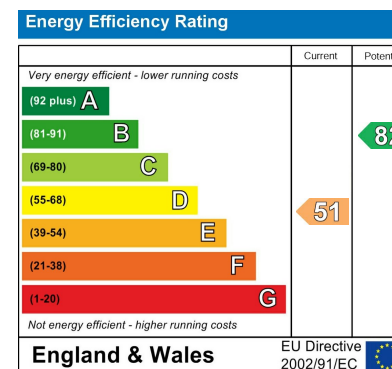 Energy Efficiency Rating
Current
Potent
Very energy efficient - lower running costs
(92 plus) A
(81-91) B
82
(69-80) C
(55-68) D
51
(39-54) E
(21-38) F
(1-20) G
Not energy efficient - higher running costs
England & Wales
EU Directive
2002/91/EC